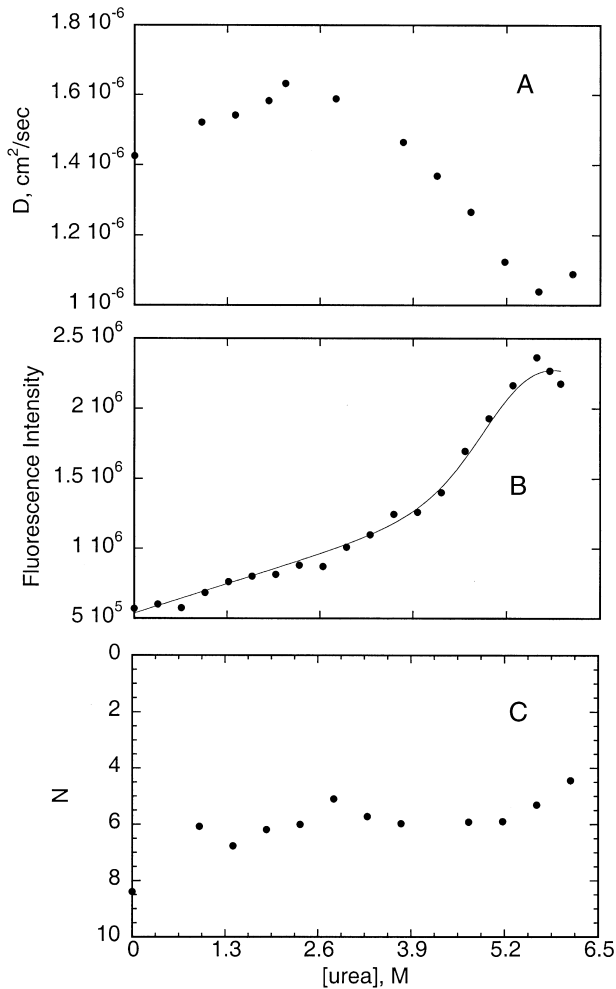 1.8 10⁻⁶
1.6 10⁻⁶
1.4 10⁻⁶
1.2 10⁻⁶
1 10⁻⁶
D, cm²/sec
A
2.5 10⁶
2 10⁶
1.5 10⁶
1 10⁶
5 10⁵
Fluorescence Intensity
B
0
2
4
6
8
10
N
C
0 1.3 2.6 3.9 5.2 6.5
[urea], M